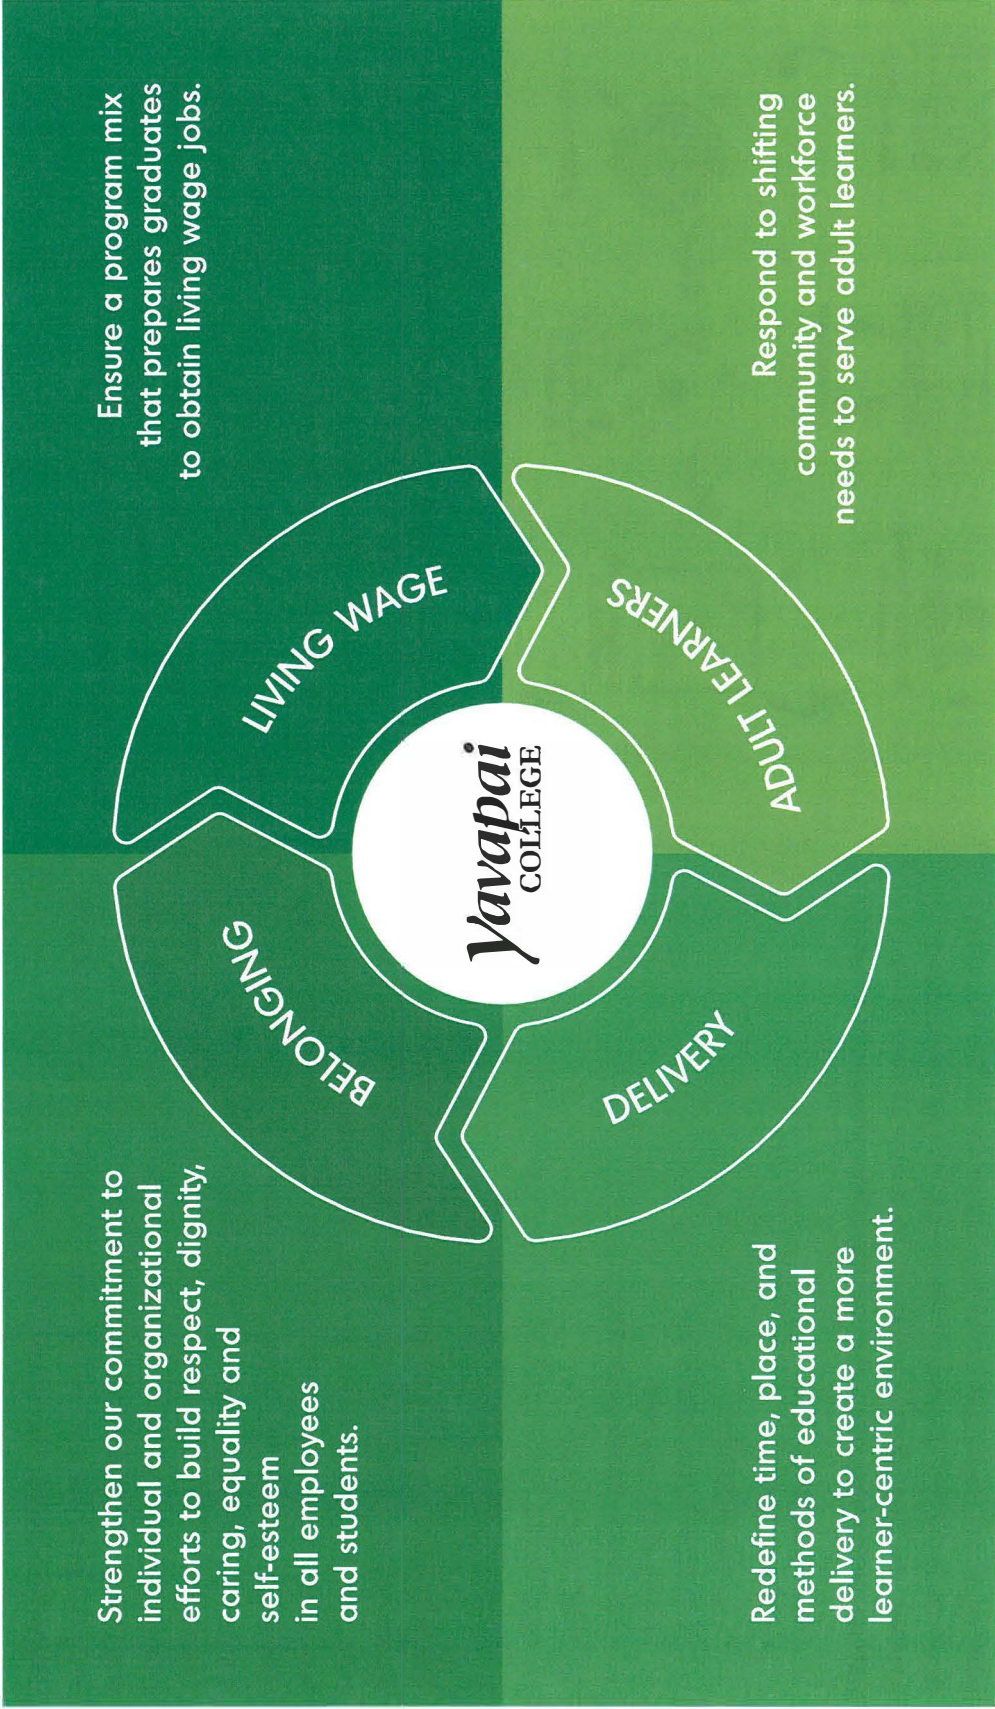 Strengthen our commitment to
individual and organizational
efforts to build respect, dignity,
caring, equality and
self-esteem
in all employees
and students.
Ensure a program mix
that prepares graduates
to obtain living wage jobs.
BELONGING
LIVING WAGE
Yavapai
COLLEGE
DELIVERY
ADULT LEARNERS
Redefine time, place, and
methods of educational
delivery to create a more
learner-centric environment.
Respond to shifting
community and workforce
needs to serve adult learners.